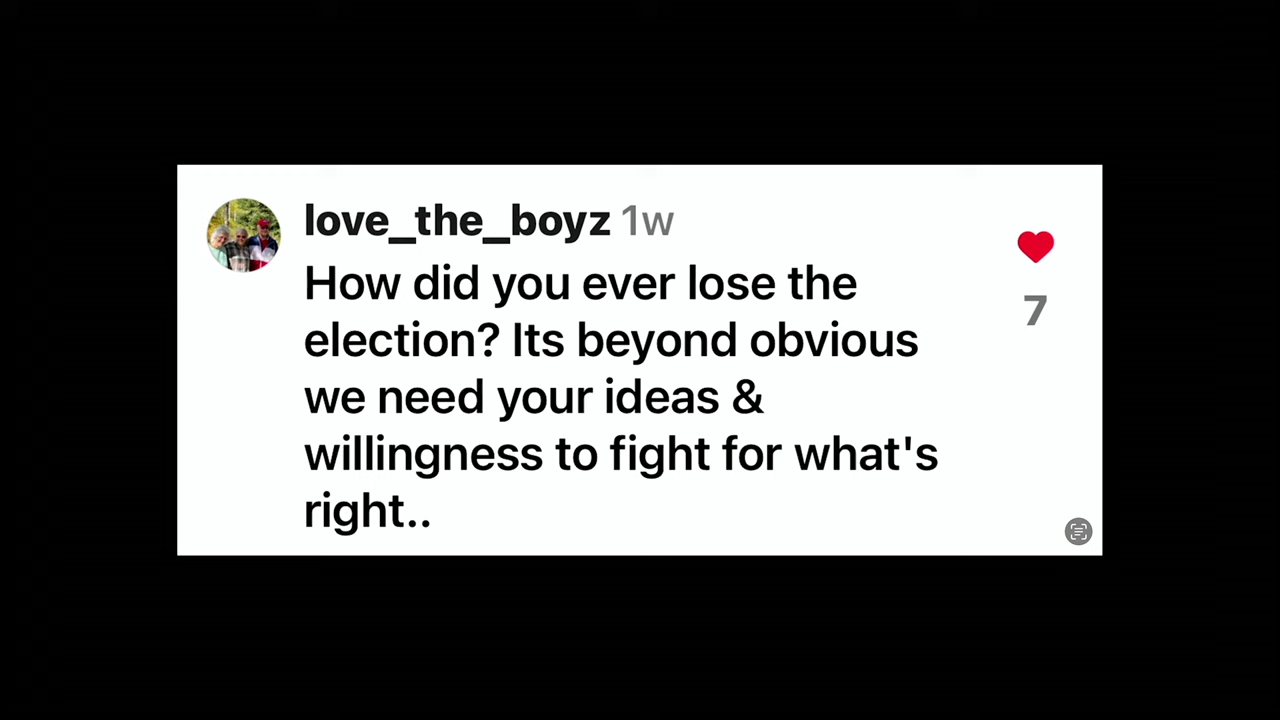 love_the_boyz 1w
How did you ever lose the
election? Its beyond obvious
we need your ideas &
willingness to fight for what's
right..
7